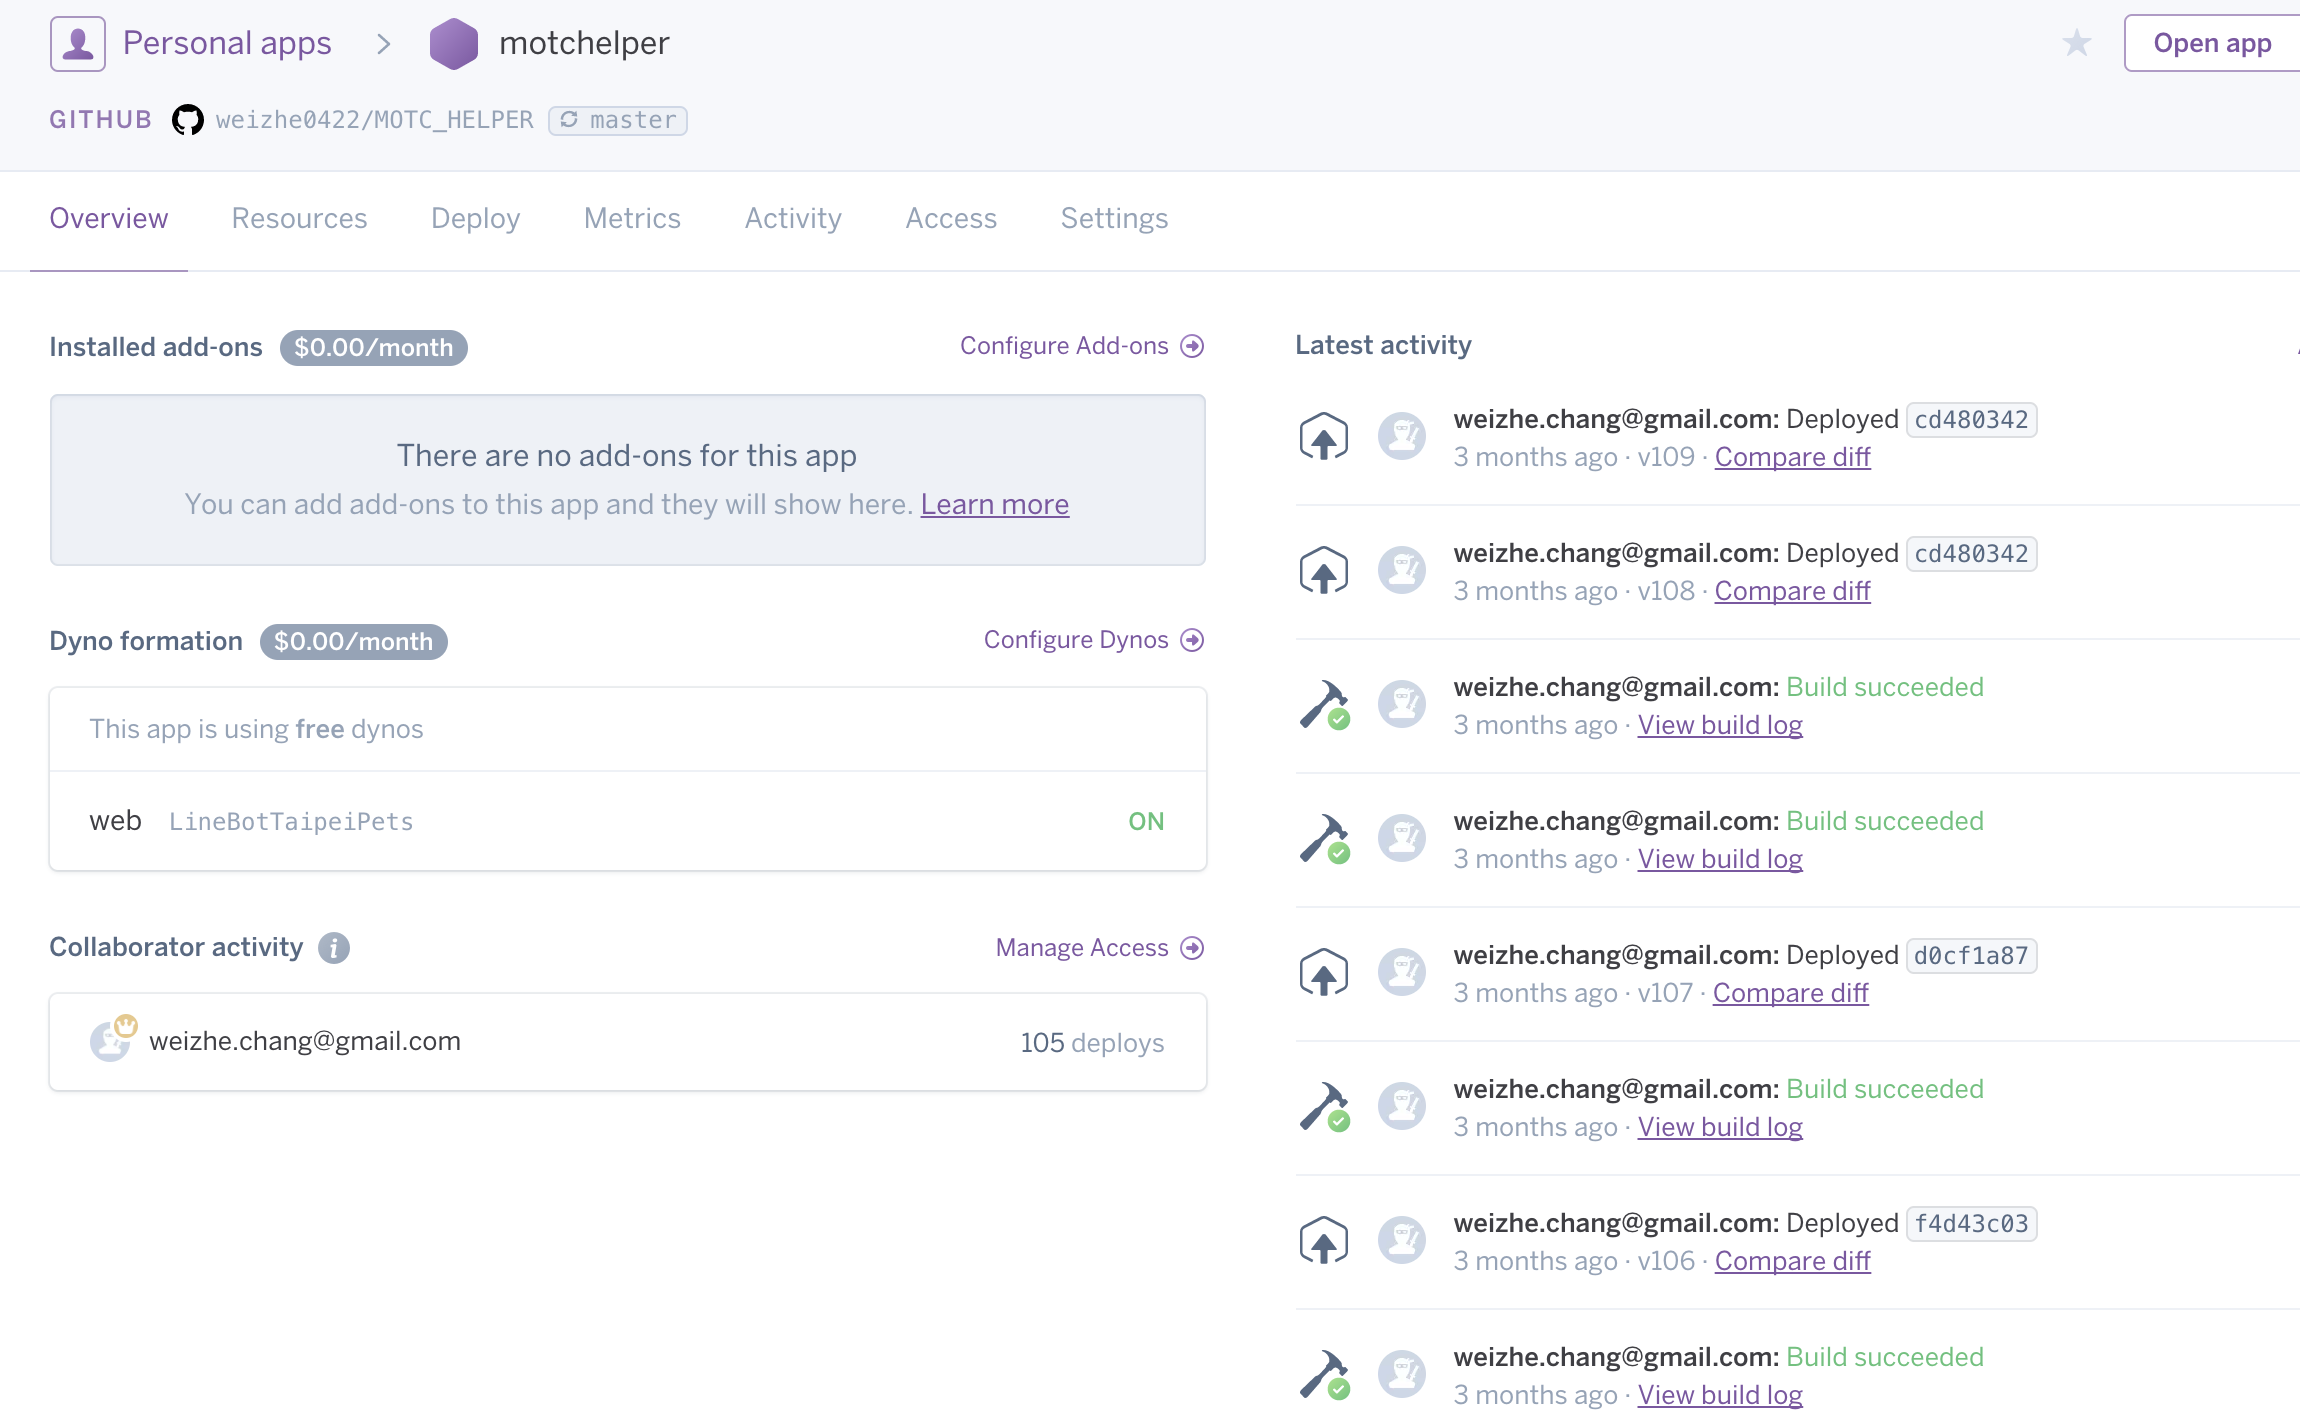 Personal apps > motchelper
Open app
GITHUB weizhe0422/MOTC_HELPER master
Overview Resources Deploy Metrics Activity Access Settings
Installed add-ons $0.00/month Configure Add-ons
There are no add-ons for this app
You can add add-ons to this app and they will show here. Learn more
Dyno formation $0.00/month Configure Dynos
This app is using free dynos
web LineBotTaipeiPets ON
Collaborator activity i Manage Access
weizhe.chang@gmail.com 105 deploys
Latest activity
weizhe.chang@gmail.com: Deployed cd480342
3 months ago · v109 · Compare diff
weizhe.chang@gmail.com: Deployed cd480342
3 months ago · v108 · Compare diff
weizhe.chang@gmail.com: Build succeeded
3 months ago · View build log
weizhe.chang@gmail.com: Build succeeded
3 months ago · View build log
weizhe.chang@gmail.com: Deployed d0cf1a87
3 months ago · v107 · Compare diff
weizhe.chang@gmail.com: Build succeeded
3 months ago · View build log
weizhe.chang@gmail.com: Deployed f4d43c03
3 months ago · v106 · Compare diff
weizhe.chang@gmail.com: Build succeeded
3 months ago · View build log